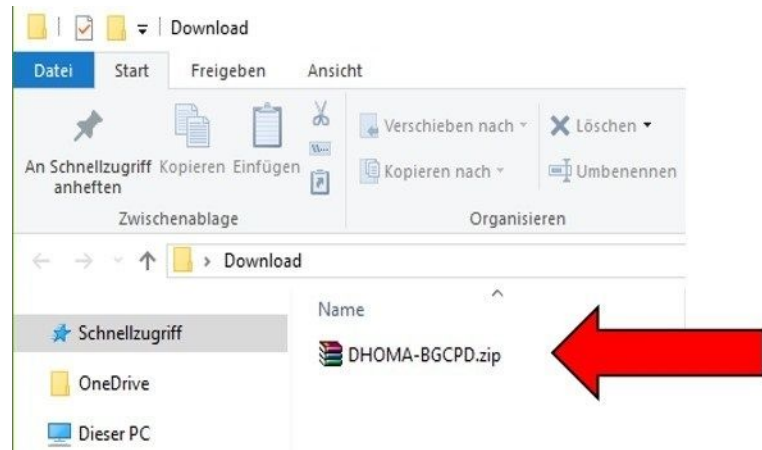 Download
Datei Start Freigeben Ansicht
An Schnellzugriff anheften Kopieren Einfügen
Verschieben nach Löschen
Kopieren nach Umbenennen
Zwischenablage Organisieren
Download
Name
Schnellzugriff
DHOMA-BGCPD.zip
OneDrive
Dieser PC